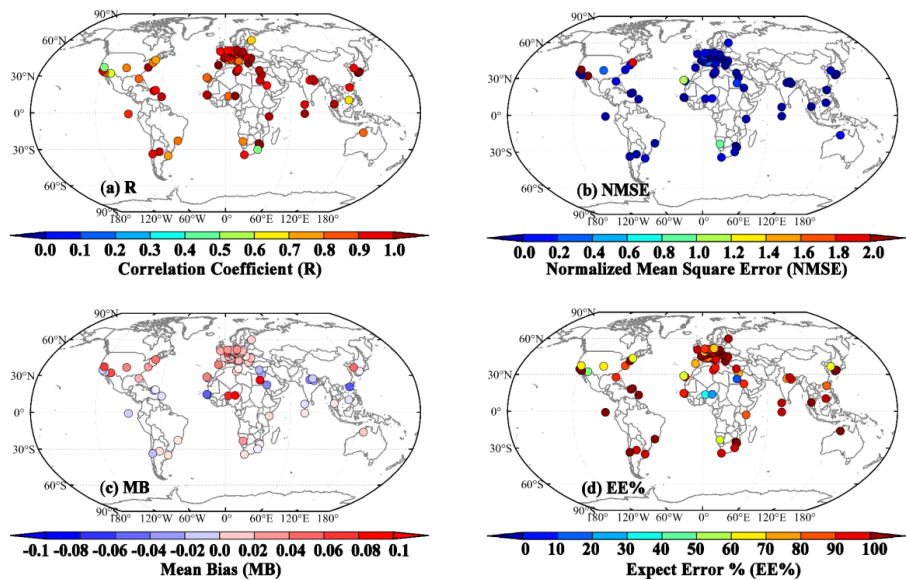 90°N
60°N
30°N
0°
30°S
60°S
90°S
120°W
60°W
0°E
60°E
120°E
180°
(a) R
0.0 0.1 0.2 0.3 0.4 0.5 0.6 0.7 0.8 0.9 1.0
Correlation Coefficient (R)
90°N
60°N
30°N
0°
30°S
60°S
90°S
120°W
60°W
0°E
60°E
120°E
180°
(b) NMSE
0.0 0.2 0.4 0.6 0.8 1.0 1.2 1.4 1.6 1.8 2.0
Normalized Mean Square Error (NMSE)
90°N
60°N
30°N
0°
30°S
60°S
90°S
120°W
60°W
0°E
60°E
120°E
180°
(c) MB
-0.1 -0.08 -0.06 -0.04 -0.02 0.0 0.02 0.04 0.06 0.08 0.1
Mean Bias (MB)
90°N
60°N
30°N
0°
30°S
60°S
90°S
120°W
60°W
0°E
60°E
120°E
180°
(d) EE%
0 10 20 30 40 50 60 70 80 90 100
Expect Error % (EE%)